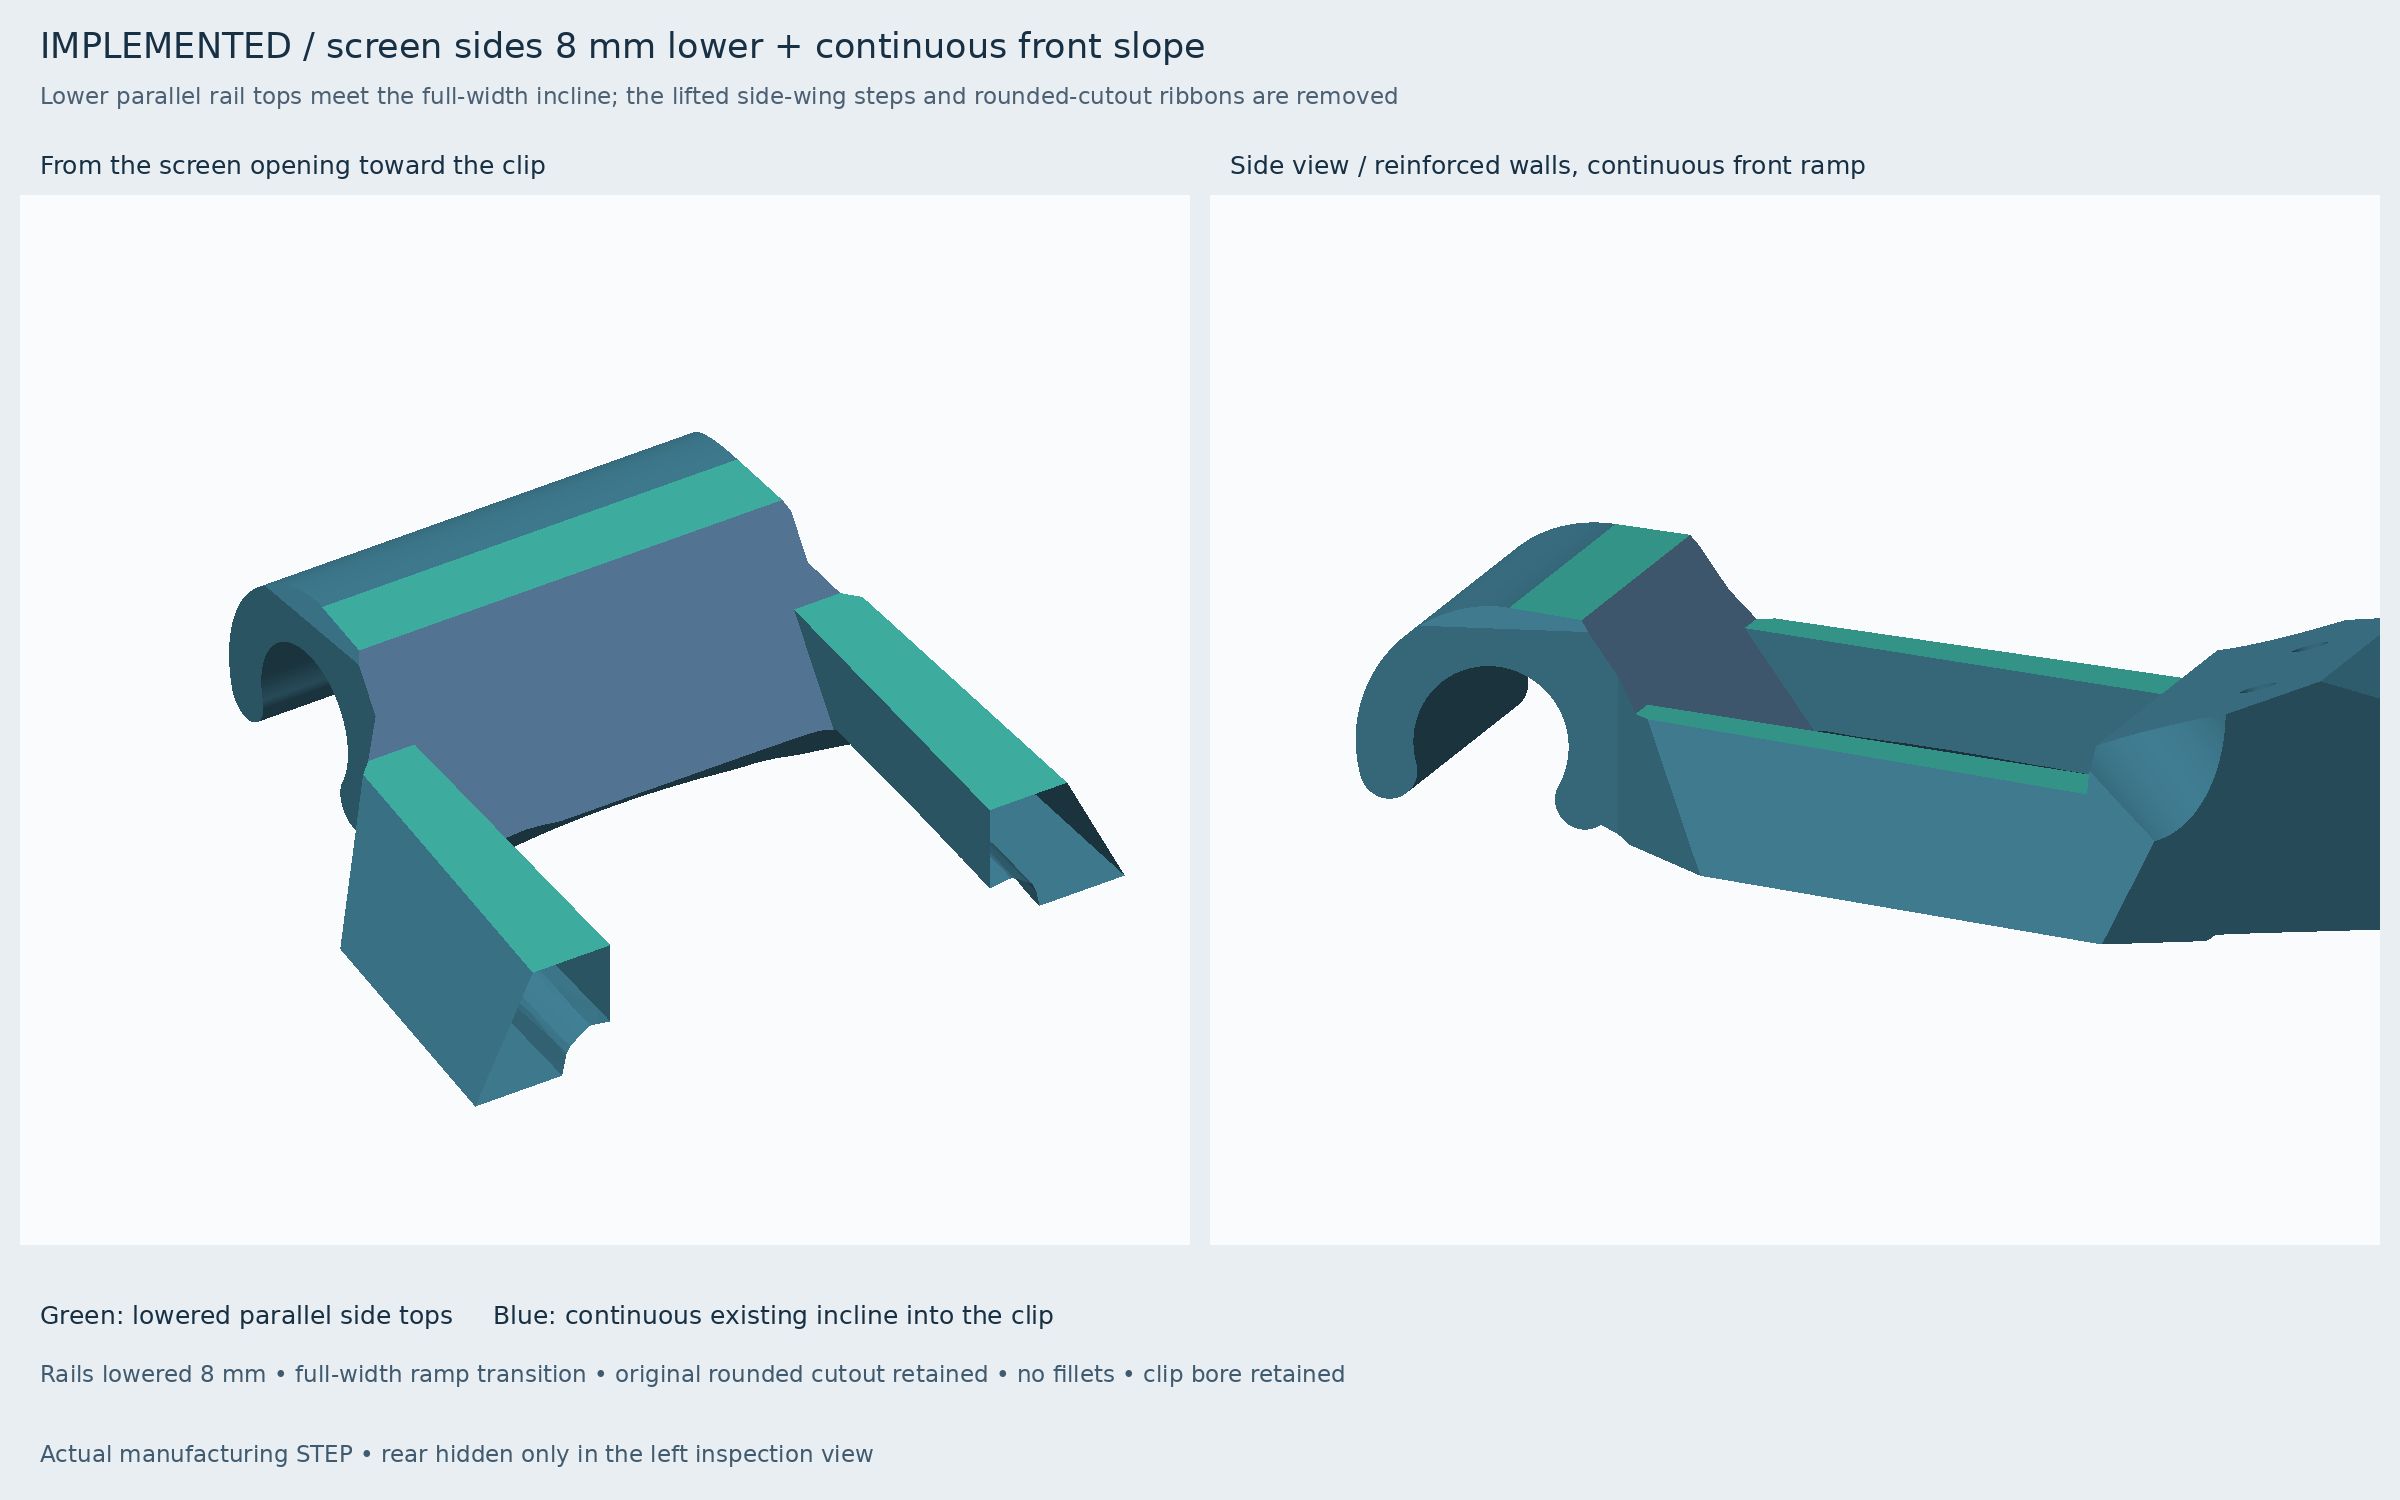 IMPLEMENTED / screen sides 8 mm lower + continuous front slope
Lower parallel rail tops meet the full-width incline; the lifted side-wing steps and rounded-cutout ribbons are removed
From the screen opening toward the clip
Side view / reinforced walls, continuous front ramp
Green: lowered parallel side tops     Blue: continuous existing incline into the clip
Rails lowered 8 mm • full-width ramp transition • original rounded cutout retained • no fillets • clip bore retained
Actual manufacturing STEP • rear hidden only in the left inspection view